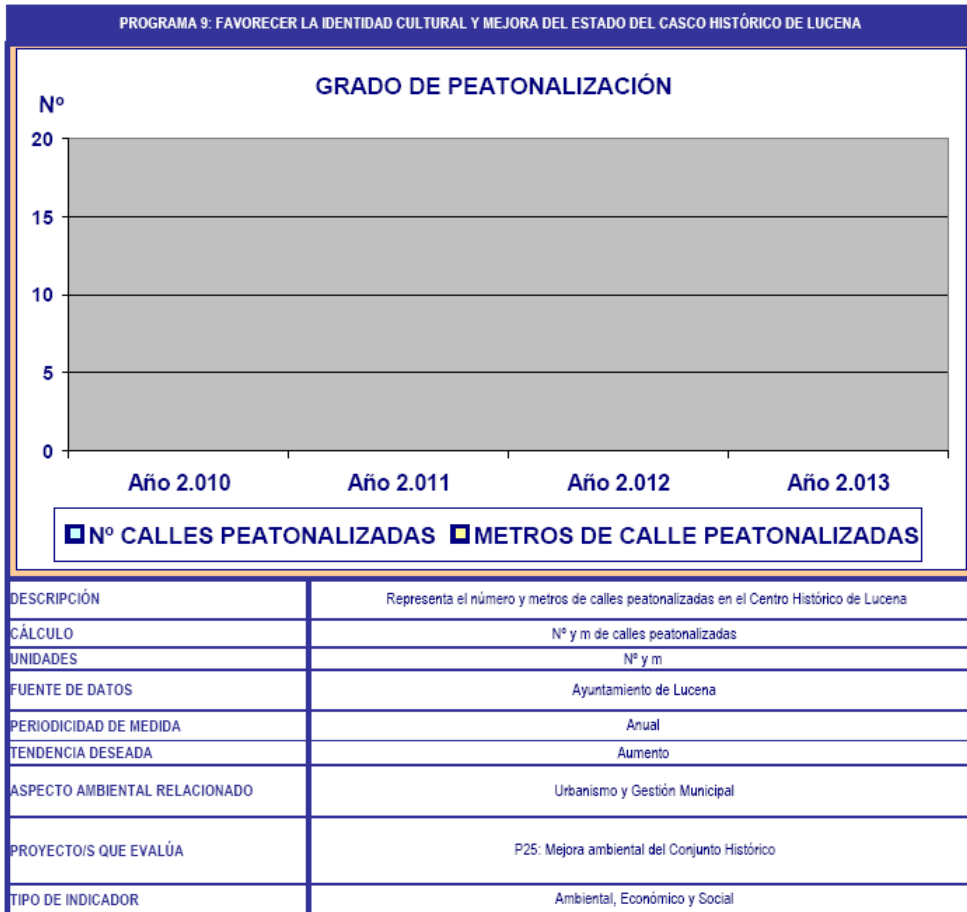 PROGRAMA 9: FAVORECER LA IDENTIDAD CULTURAL Y MEJORA DEL ESTADO DEL CASCO HISTÓRICO DE LUCENA
GRADO DE PEATONALIZACIÓN
Nº
20
15
10
5
0
Año 2.010 Año 2.011 Año 2.012 Año 2.013
Nº CALLES PEATONALIZADAS METROS DE CALLE PEATONALIZADAS
DESCRIPCIÓN Representa el número y metros de calles peatonalizadas en el Centro Histórico de Lucena
CÁLCULO Nº y m de calles peatonalizadas
UNIDADES Nº y m
FUENTE DE DATOS Ayuntamiento de Lucena
PERIODICIDAD DE MEDIDA Anual
TENDENCIA DESEADA Aumento
ASPECTO AMBIENTAL RELACIONADO Urbanismo y Gestión Municipal
PROYECTO/S QUE EVALÚA P25: Mejora ambiental del Conjunto Histórico
TIPO DE INDICADOR Ambiental, Económico y Social